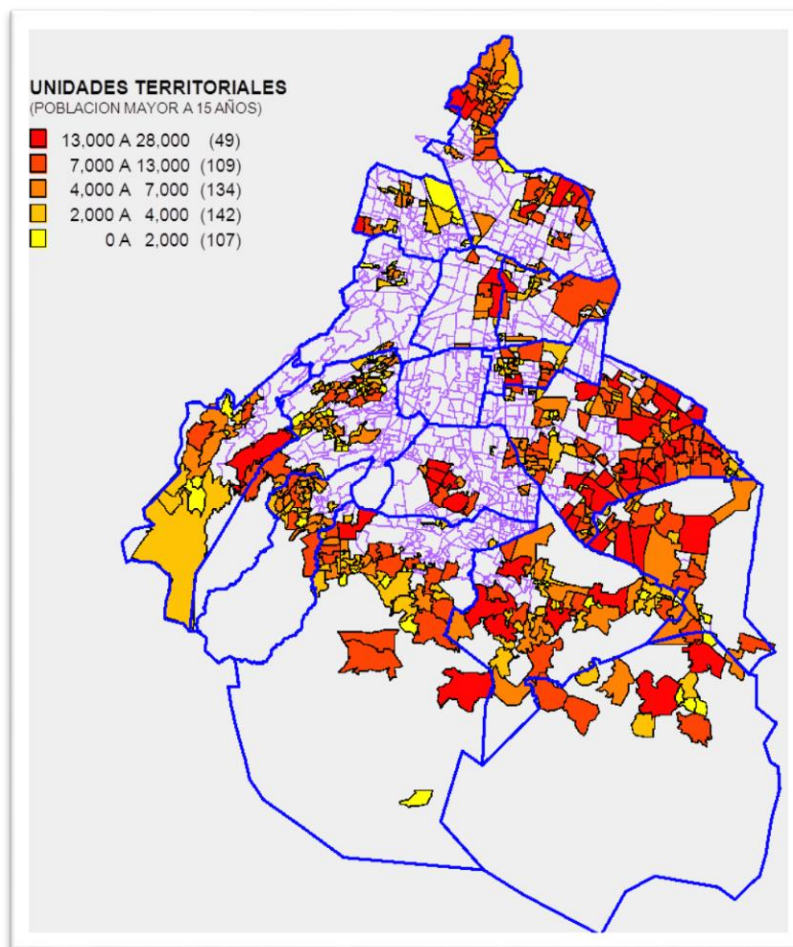 UNIDADES TERRITORIALES
(POBLACION MAYOR A 15 AÑOS)
13,000 A 28,000 (49)
7,000 A 13,000 (109)
4,000 A 7,000 (134)
2,000 A 4,000 (142)
0 A 2,000 (107)